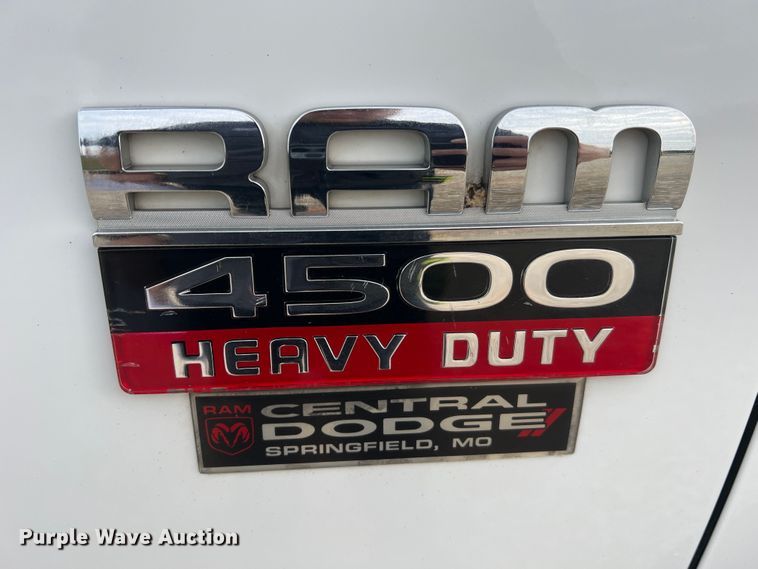 RAM
4500
HEAVY DUTY
RAM
CENTRAL
DODGE
SPRINGFIELD, MO
Purple Wave Auction